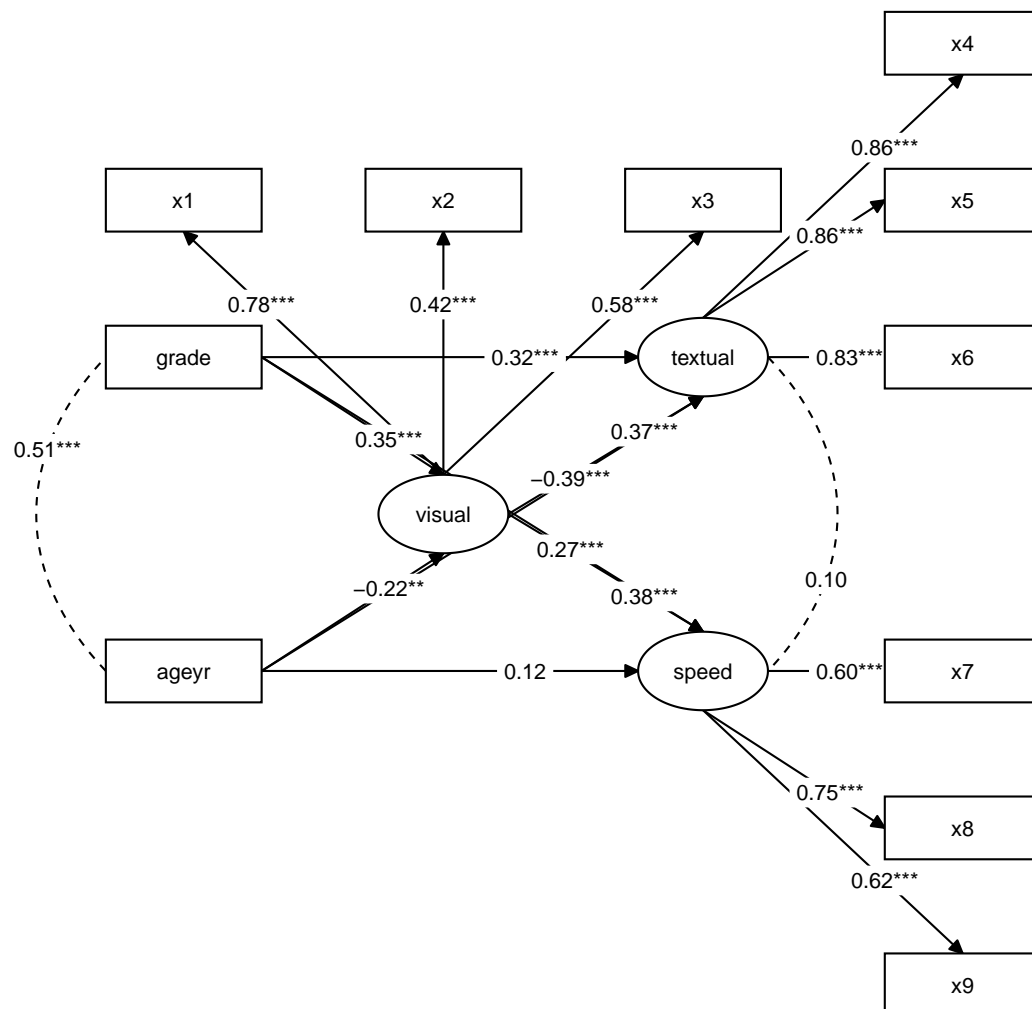 x4
0.86***
x1
x2
x3
x5
0.86***
0.78***
0.42***
0.58***
grade
0.32***
textual
0.83***
x6
0.35***
0.37***
0.51***
−0.39***
visual
0.27***
0.10
−0.22**
0.38***
ageyr
0.12
speed
0.60***
x7
0.75***
x8
0.62***
x9